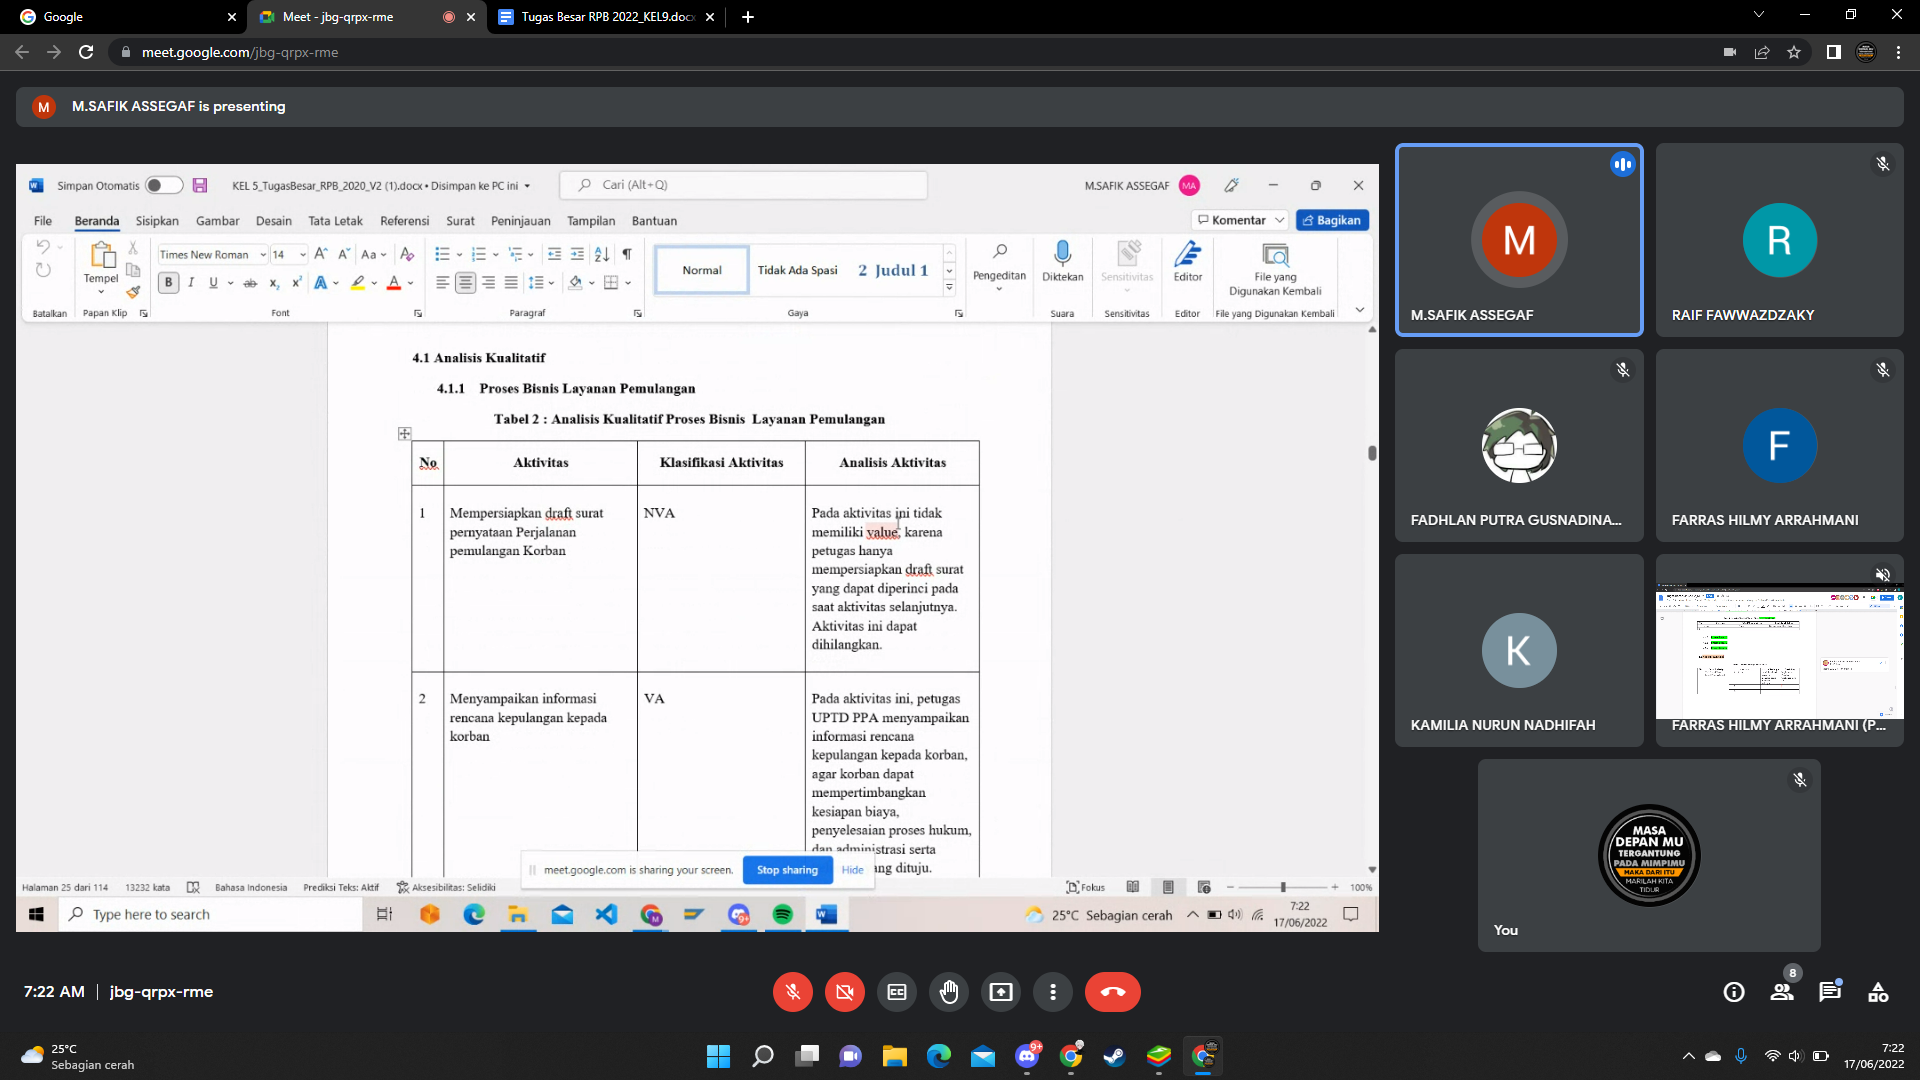 Google
Meet - jbg-qrpx-rme
Tugas Besar RPB 2022_KEL9.docx
meet.google.com/jbg-qrpx-rme
M
M.SAFIK ASSEGAF is presenting
Simpan Otomatis
KEL 5_TugasBesar_RPB_2020_V2 (1).docx • Disimpan ke PC ini
Cari (Alt+Q)
M.SAFIK ASSEGAF
MA
File
Beranda
Sisipkan
Gambar
Desain
Tata Letak
Referensi
Surat
Peninjauan
Tampilan
Bantuan
Komentar
Bagikan
Times New Roman
14
Tempel
Normal
Tidak Ada Spasi
2 Judul 1
Pengeditan
Diktekan
Sensitivitas
Editor
File yang
Digunakan Kembali
Batalkan
Papan Klip
Font
Paragraf
Gaya
Suara
Sensitivitas
Editor
File yang Digunakan Kembali
4.1 Analisis Kualitatif
4.1.1 Proses Bisnis Layanan Pemulangan
Tabel 2 : Analisis Kualitatif Proses Bisnis Layanan Pemulangan
No
Aktivitas
Klasifikasi Aktivitas
Analisis Aktivitas
1
Mempersiapkan draft surat
pernyataan Perjalanan
pemulangan Korban
NVA
Pada aktivitas ini tidak
memiliki value, karena
petugas hanya
mempersiapkan draft surat
yang dapat diperinci pada
saat aktivitas selanjutnya.
Aktivitas ini dapat
dihilangkan.
2
Menyampaikan informasi
rencana kepulangan kepada
korban
VA
Pada aktivitas ini, petugas
UPTD PPA menyampaikan
informasi rencana
kepulangan kepada korban,
agar korban dapat
mempertimbangkan
kesiapan biaya,
penyelesaian proses hukum,
dan administrasi serta
ang dituju.
meet.google.com is sharing your screen.
Stop sharing
Hide
Halaman 25 dari 114
13232 kata
Bahasa Indonesia
Prediksi Teks: Aktif
Aksesibilitas: Selidiki
Fokus
100%
Type here to search
25°C Sebagian cerah
7:22
17/06/2022
M
M.SAFIK ASSEGAF
R
RAIF FAWWAZDZAKY
FADHLAN PUTRA GUSNADINA...
F
FARRAS HILMY ARRAHMANI
K
KAMILIA NURUN NADHIFAH
FARRAS HILMY ARRAHMANI (P...
MASA
DEPAN MU
TERGANTUNG
PADA MIMPIMU
MAKA DARI ITU
MARILAH KITA
TIDUR
You
7:22 AM | jbg-qrpx-rme
8
25°C
Sebagian cerah
9+
7:22
17/06/2022